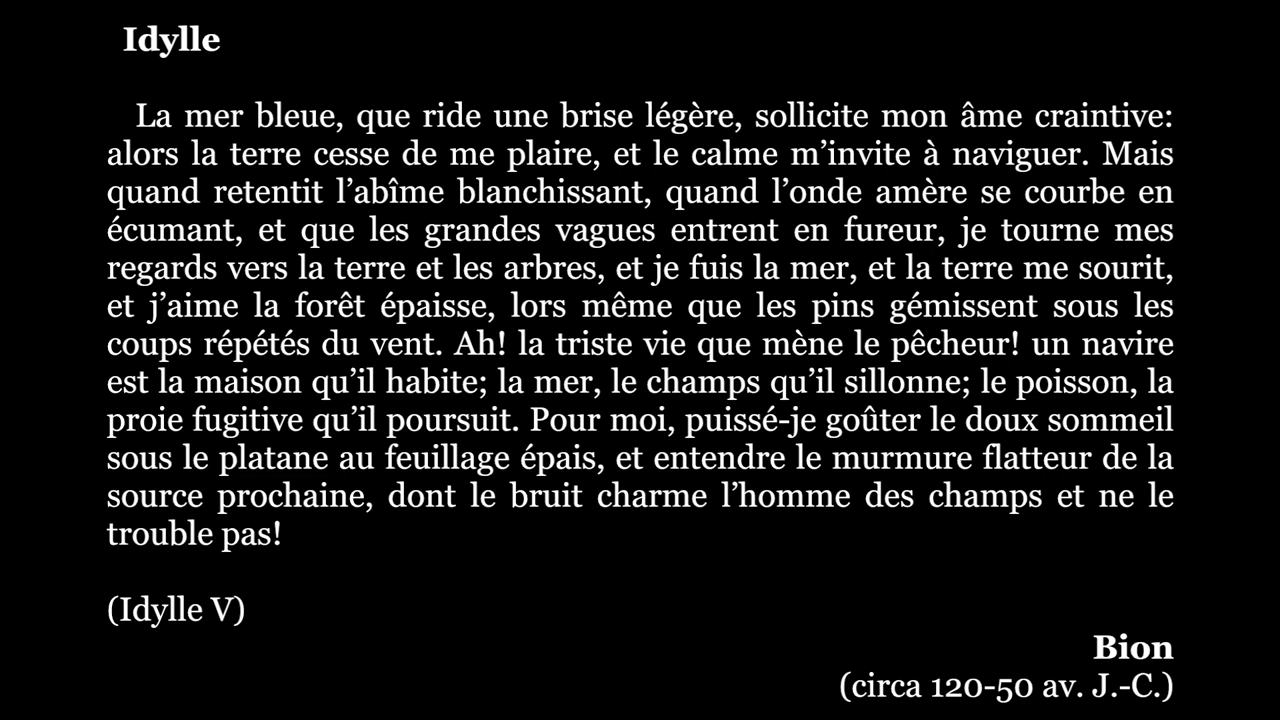 Idylle
La mer bleue, que ride une brise légère, sollicite mon âme craintive:
alors la terre cesse de me plaire, et le calme m’invite à naviguer. Mais
quand retentit l’abîme blanchissant, quand l’onde amère se courbe en
écumant, et que les grandes vagues entrent en fureur, je tourne mes
regards vers la terre et les arbres, et je fuis la mer, et la terre me sourit,
et j’aime la forêt épaisse, lors même que les pins gémissent sous les
coups répétés du vent. Ah! la triste vie que mène le pêcheur! un navire
est la maison qu’il habite; la mer, le champs qu’il sillonne; le poisson, la
proie fugitive qu’il poursuit. Pour moi, puissé-je goûter le doux sommeil
sous le platane au feuillage épais, et entendre le murmure flatteur de la
source prochaine, dont le bruit charme l’homme des champs et ne le
trouble pas!
(Idylle V)
Bion
(circa 120-50 av. J.-C.)